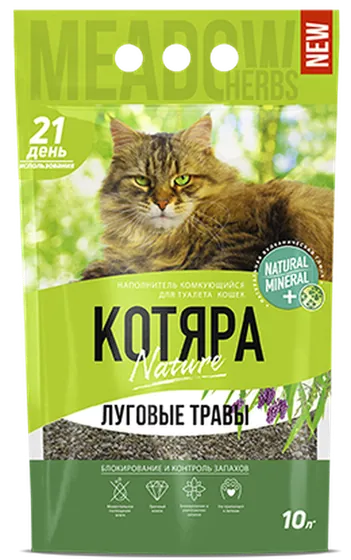 MEADOW
HERBS
NEW
21
день
использования
NATURAL
MINERAL
+
НАПОЛНИТЕЛЬ КОМКУЮЩИЙСЯ
ДЛЯ ТУАЛЕТА КОШЕК
КОТЯРА
Nature
ЛУГОВЫЕ ТРАВЫ
БЛОКИРОВАНИЕ И КОНТРОЛЬ ЗАПАХОВ
10л